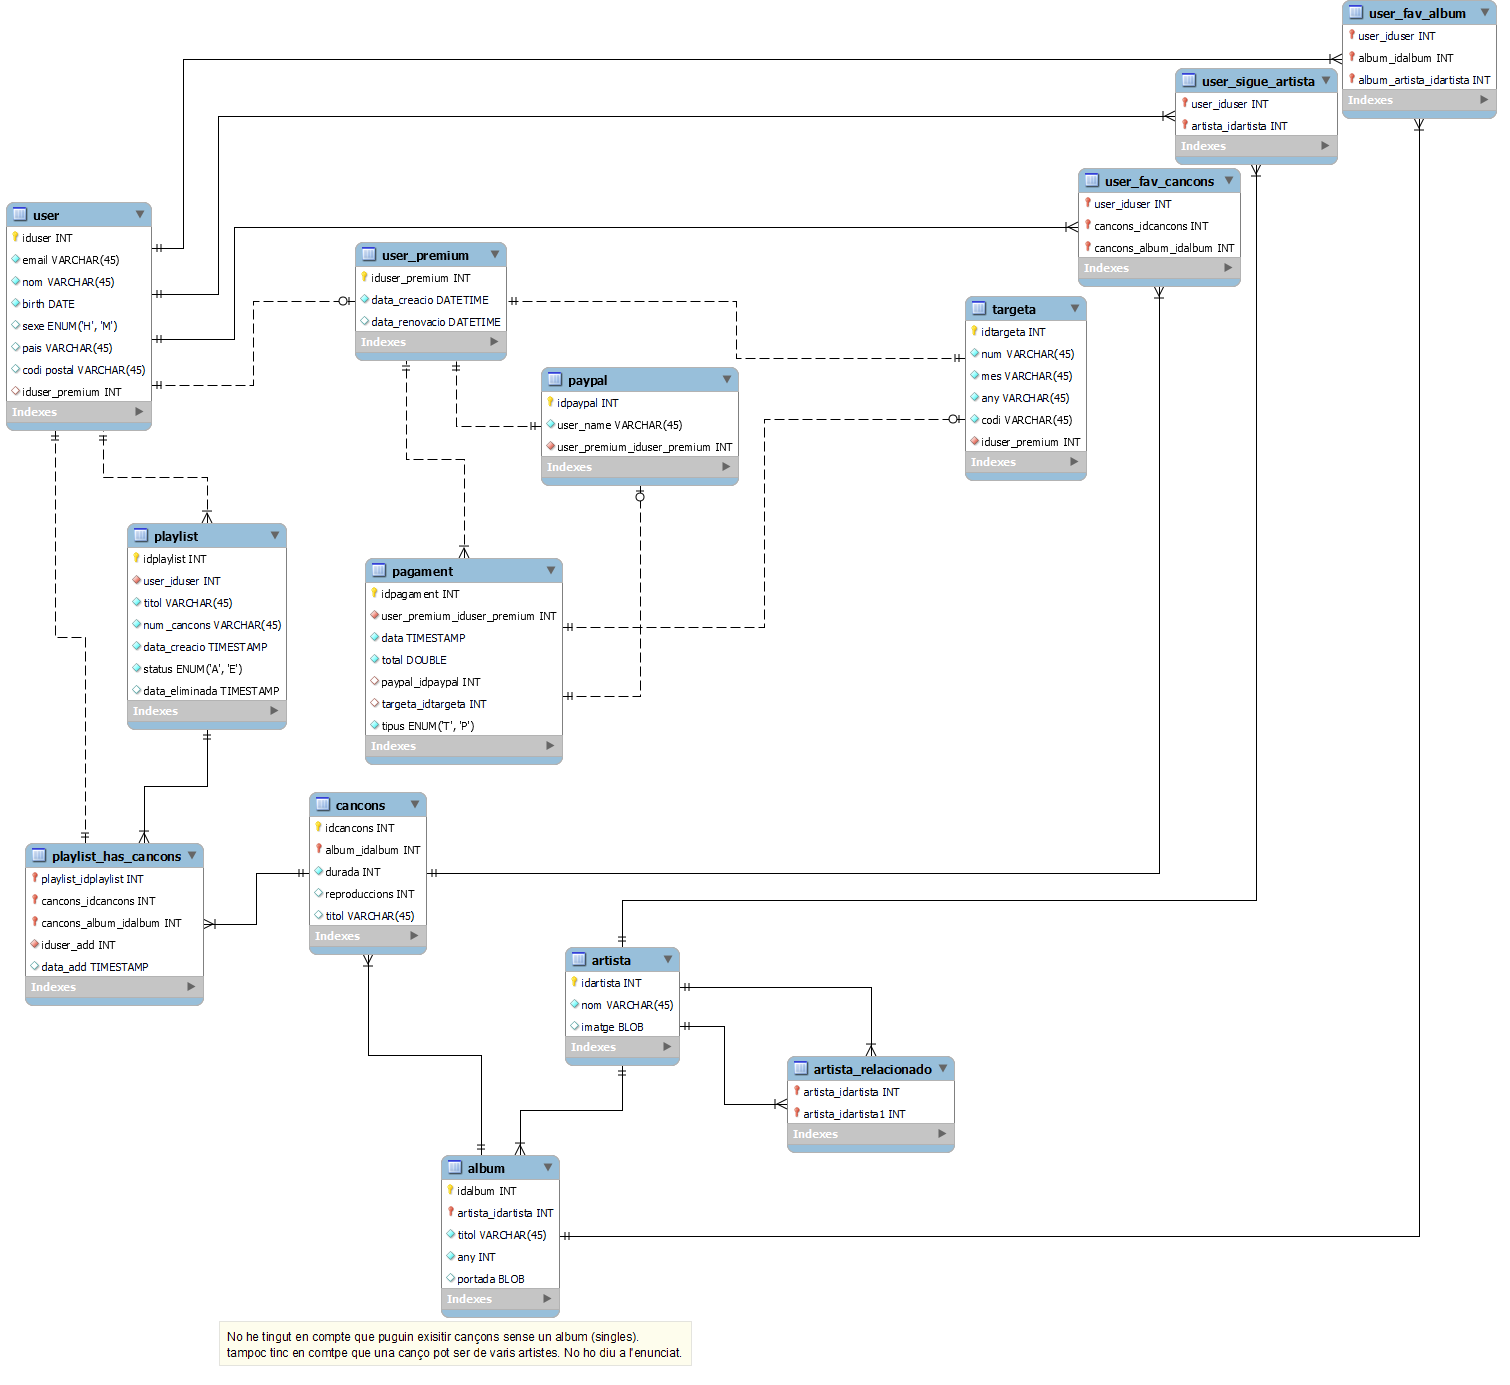 user_fav_album
user_iduser INT
album_idalbum INT
album_artista_idartista INT
Indexes
user_sigue_artista
user_iduser INT
artista_idartista INT
Indexes
user_fav_cancons
user_iduser INT
cancons_idcancons INT
cancons_album_idalbum INT
Indexes
user
iduser INT
email VARCHAR(45)
nom VARCHAR(45)
birth DATE
sexe ENUM('H', 'M')
pais VARCHAR(45)
codi postal VARCHAR(45)
iduser_premium INT
Indexes
user_premium
iduser_premium INT
data_creacio DATETIME
data_renovacio DATETIME
Indexes
targeta
idtargeta INT
num VARCHAR(45)
mes VARCHAR(45)
any VARCHAR(45)
codi VARCHAR(45)
iduser_premium INT
Indexes
paypal
idpaypal INT
user_name VARCHAR(45)
user_premium_iduser_premium INT
Indexes
playlist
idplaylist INT
user_iduser INT
titol VARCHAR(45)
num_cancons VARCHAR(45)
data_creacio TIMESTAMP
status ENUM('A', 'E')
data_eliminada TIMESTAMP
Indexes
pagament
idpagament INT
user_premium_iduser_premium INT
data TIMESTAMP
total DOUBLE
paypal_idpaypal INT
targeta_idtargeta INT
tipus ENUM('T', 'P')
Indexes
cancons
idcancons INT
album_idalbum INT
durada INT
reproduccions INT
titol VARCHAR(45)
Indexes
playlist_has_cancons
playlist_idplaylist INT
cancons_idcancons INT
cancons_album_idalbum INT
iduser_add INT
data_add TIMESTAMP
Indexes
artista
idartista INT
nom VARCHAR(45)
imatge BLOB
Indexes
artista_relacionado
artista_idartista INT
artista_idartista1 INT
Indexes
album
idalbum INT
artista_idartista INT
titol VARCHAR(45)
any INT
portada BLOB
Indexes
No he tingut en compte que puguin exisitir cançons sense un album (singles).
tampoc tinc en comtpe que una canço pot ser de varis artistes. No ho diu a l'enunciat.